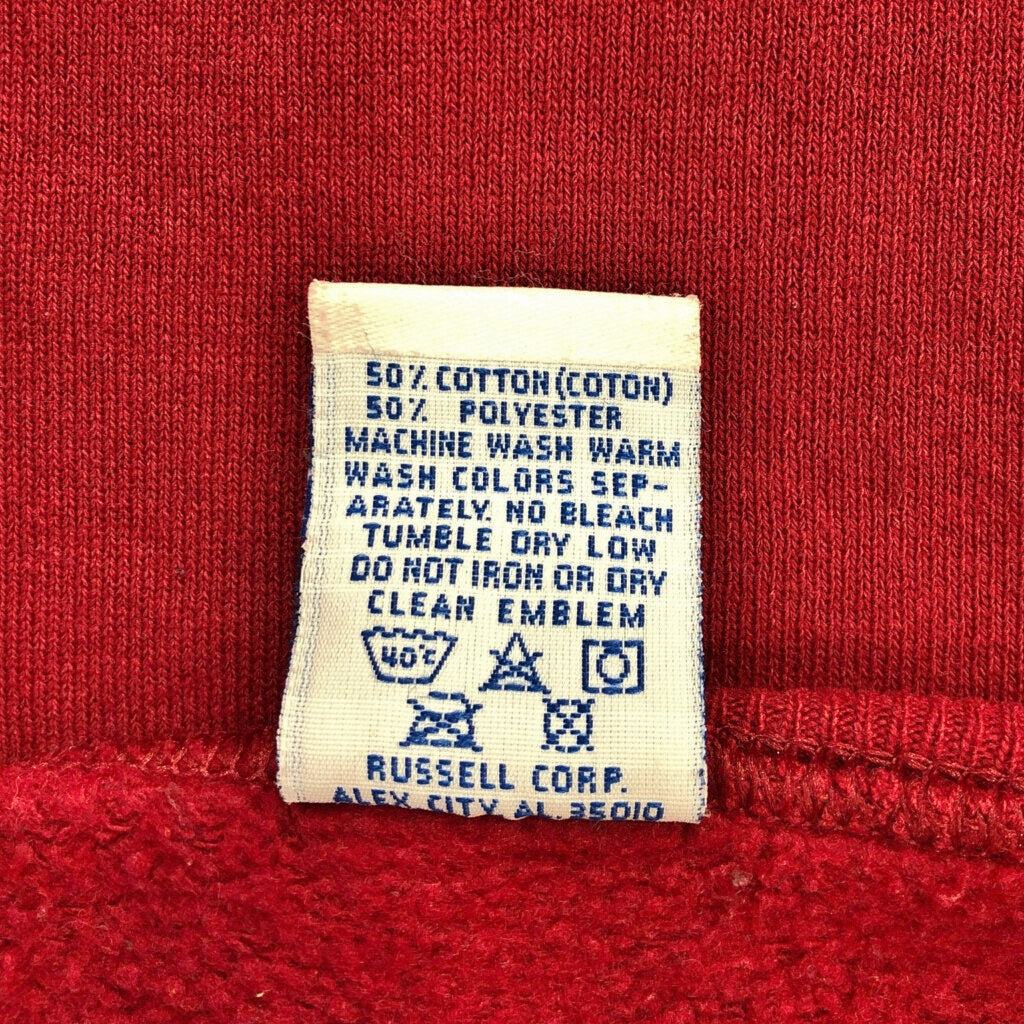 50% COTTON (COTON)
50% POLYESTER
MACHINE WASH WARM
WASH COLORS SEP-
ARATELY. NO BLEACH
TUMBLE DRY LOW
DO NOT IRON OR DRY
CLEAN EMBLEM
40°C
RUSSELL CORP.
ALEX CITY AL. 35010